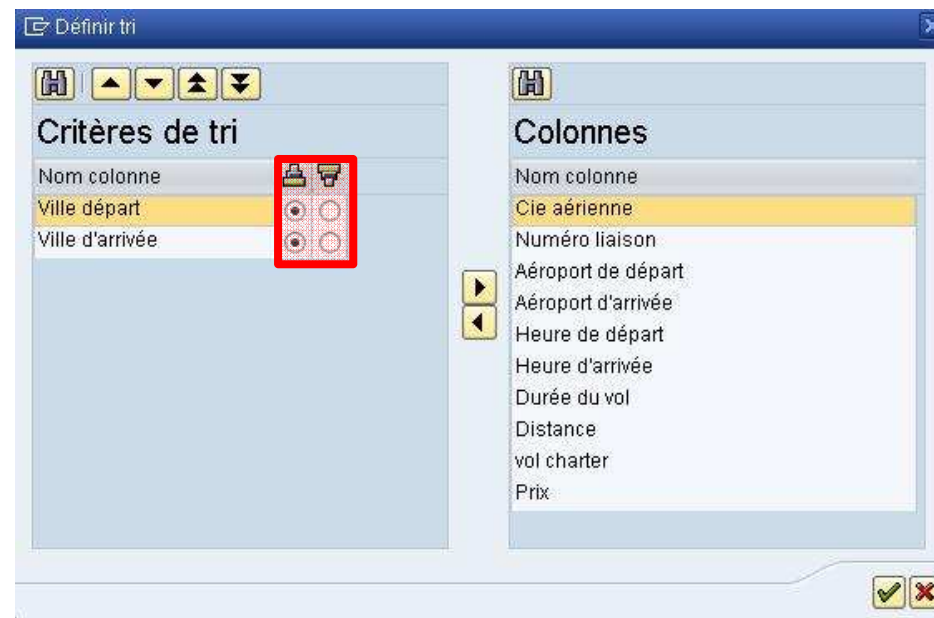 Définir tri
Critères de tri
Nom colonne
Ville départ
Ville d'arrivée
Colonnes
Nom colonne
Cie aérienne
Numéro liaison
Aéroport de départ
Aéroport d'arrivée
Heure de départ
Heure d'arrivée
Durée du vol
Distance
vol charter
Prix